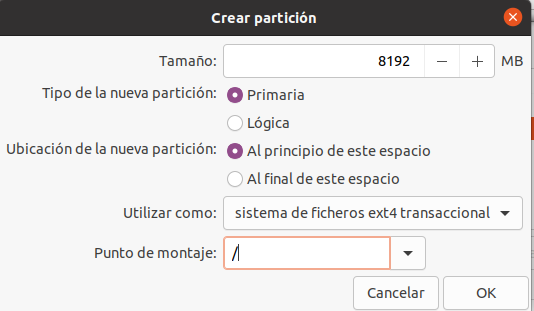 Crear partición
Tamaño: 8192 MB
Tipo de la nueva partición: Primaria
Lógica
Ubicación de la nueva partición: Al principio de este espacio
Al final de este espacio
Utilizar como: sistema de ficheros ext4 transaccional
Punto de montaje: /
Cancelar OK